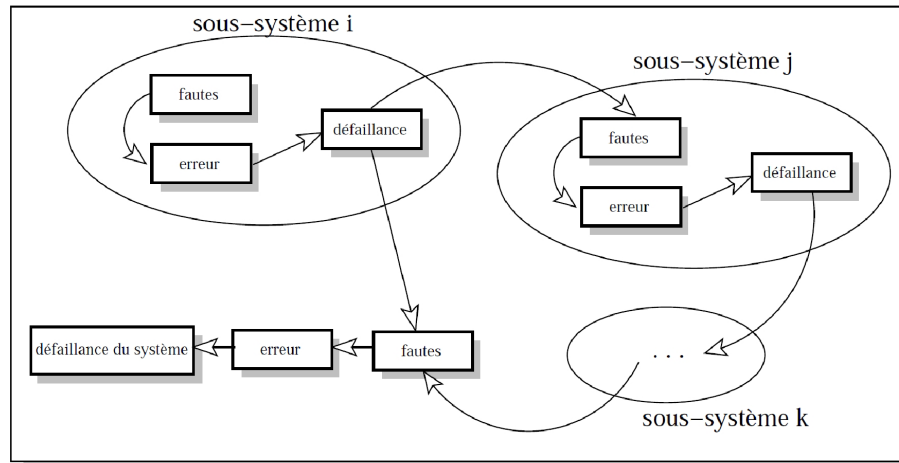 sous-système i
fautes
erreur
défaillance
sous-système j
fautes
erreur
défaillance
défaillance du système
erreur
fautes
. . .
sous-système k